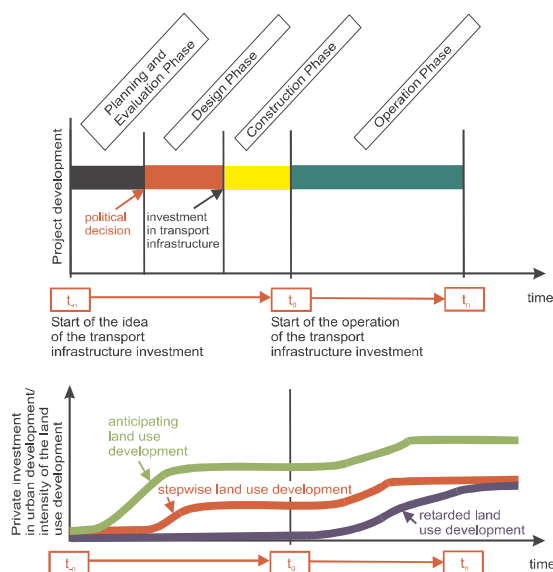 Planning and
Evaluation Phase
Design Phase
Construction Phase
Operation Phase
Project development
political
decision
investment
in transport
infrastructure
t-n
t0
tn
time
Start of the idea
of the transport
infrastructure investment
Start of the operation
of the transport
infrastructure investment
Private investment
in urban development/
intensity of the land
use development
anticipating
land use
development
stepwise land use development
retarded land
use development
t-n
t0
tn
time